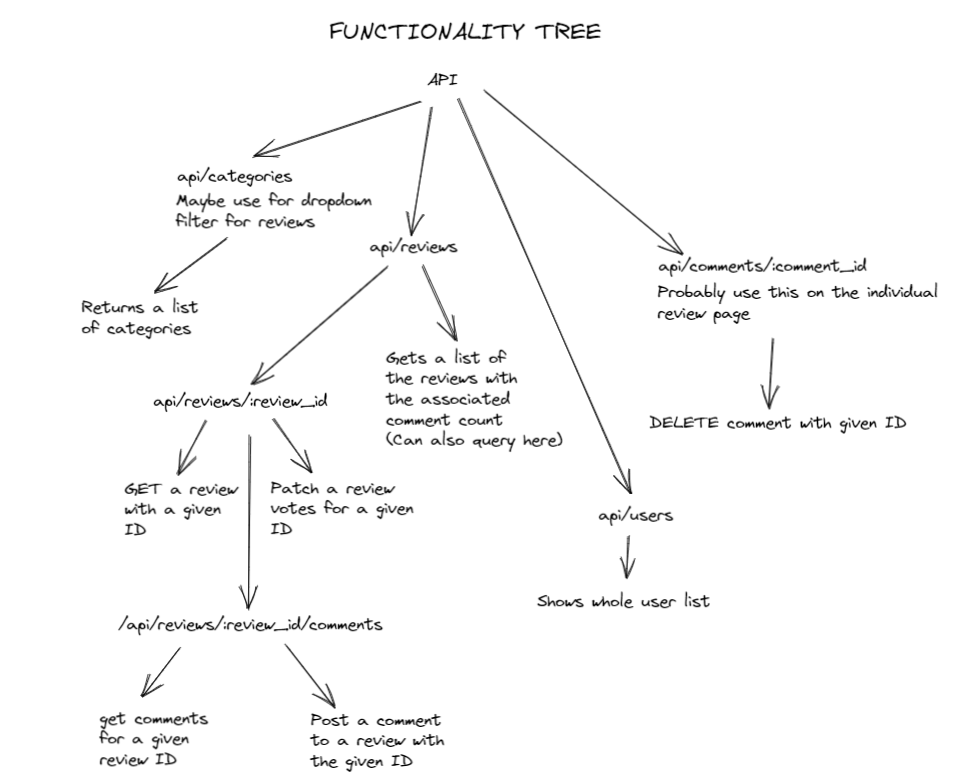 FUNCTIONALITY TREE
API
api/categories
Maybe use for dropdown
filter for reviews
Returns a list
of categories
api/reviews
Gets a list of
the reviews with
the associated
comment count
(Can also query here)
api/reviews/:review_id
GET a review
with a given
ID
Patch a review
votes for a given
ID
/api/reviews/:review_id/comments
get comments
for a given
review ID
Post a comment
to a review with
the given ID
api/users
Shows whole user list
api/comments/:comment_id
Probably use this on the individual
review page
DELETE comment with given ID